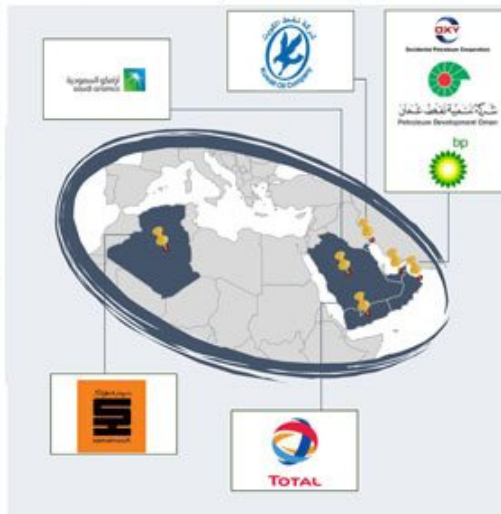 أرامكو السعودية
saudi aramco
شركة نفط الكويت
Kuwait Oil Company
OXY
Occidental Petroleum Corporation
شركة تنمية نفط عمان
Petroleum Development Oman
bp
sonatrach
TOTAL